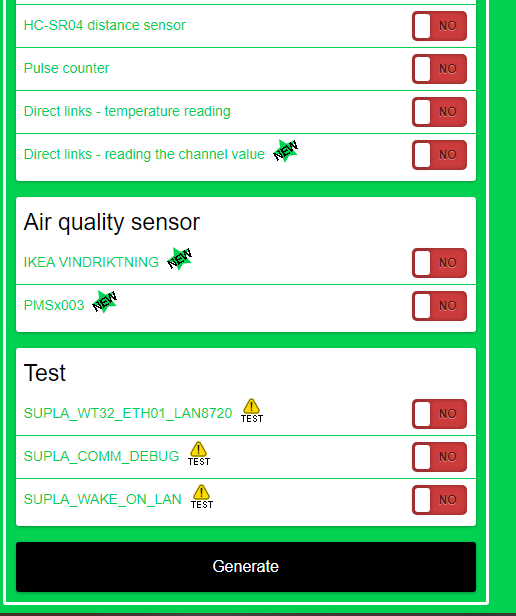 HC-SR04 distance sensor NO
Pulse counter NO
Direct links - temperature reading NO
Direct links - reading the channel value NEW NO
Air quality sensor
IKEA VINDRIKTNING NEW NO
PMSx003 NEW NO
Test
SUPLA_WT32_ETH01_LAN8720 TEST NO
SUPLA_COMM_DEBUG TEST NO
SUPLA_WAKE_ON_LAN TEST NO
Generate